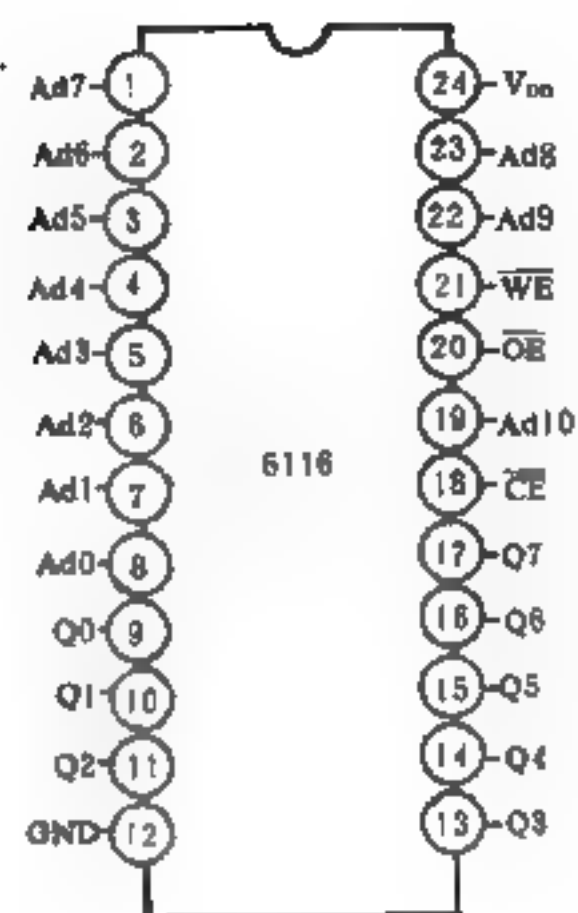 Ad7 1 24 VDD
Ad6 2 23 Ad8
Ad5 3 22 Ad9
Ad4 4 21 WE
Ad3 5 20 OE
Ad2 6 19 Ad10
6116
Ad1 7 18 CE
Ad0 8 17 Q7
Q0 9 16 Q6
Q1 10 15 Q5
Q2 11 14 Q4
GND 12 13 Q3